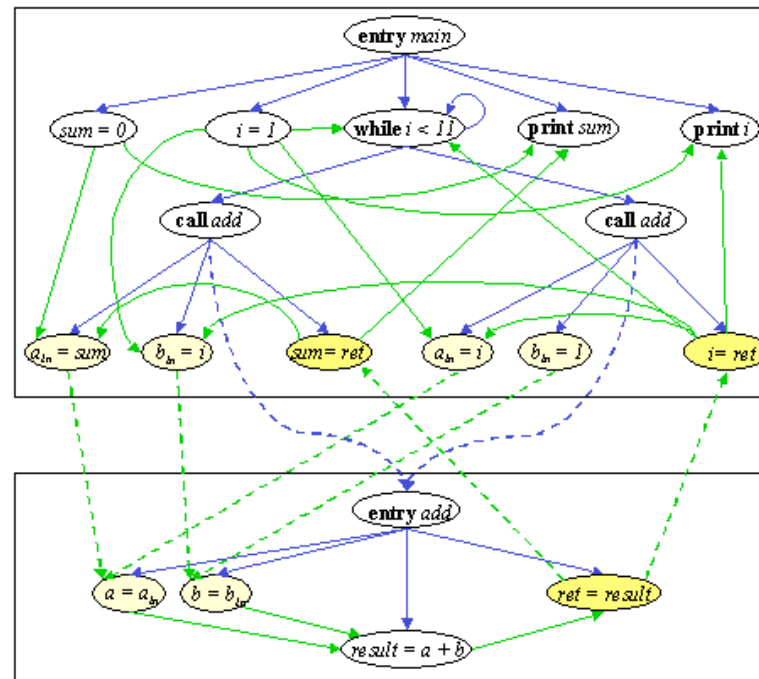 entry main
sum = 0
i = 1
while i < 11
print sum
print i
call add
call add
a_in = sum
b_in = i
sum = ret
a_in = i
b_in = 1
i = ret
entry add
a = a_in
b = b_in
ret = result
result = a + b